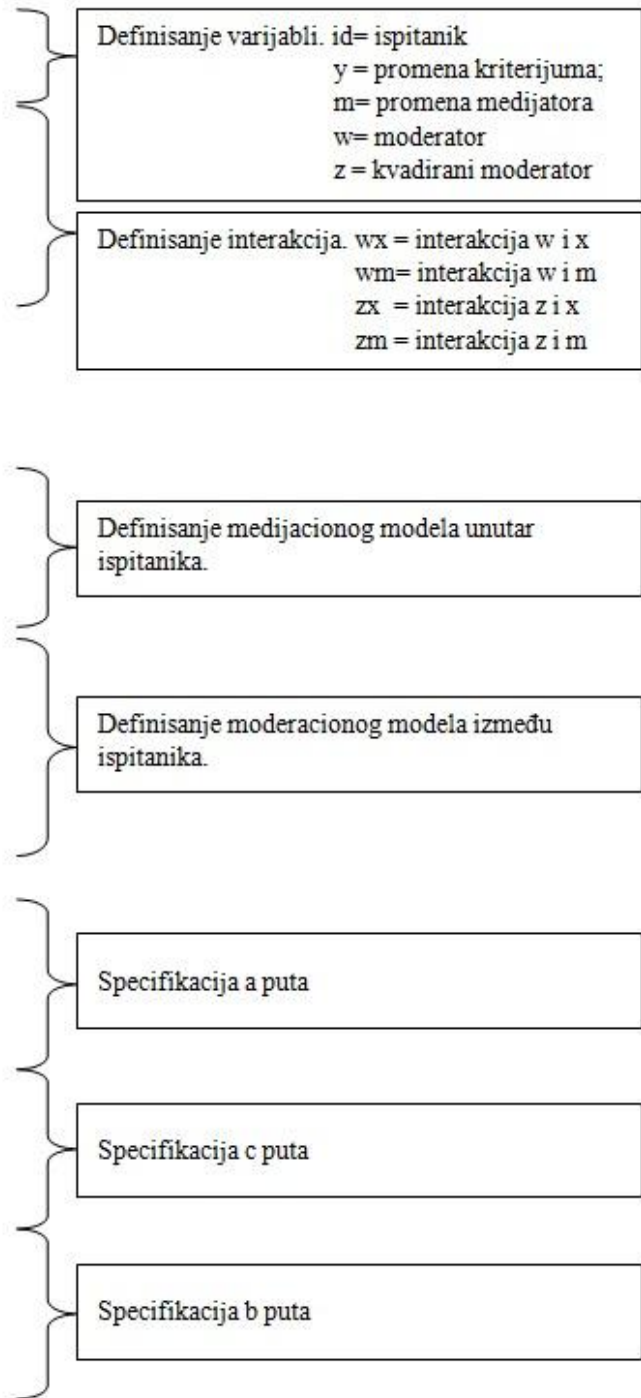 Definisanje varijabli. id= ispitanik
y = promena kriterijuma;
m= promena medijatora
w= moderator
z = kvadirani moderator
Definisanje interakcija. wx = interakcija w i x
wm= interakcija w i m
zx = interakcija z i x
zm = interakcija z i m
Definisanje medijacionog modela unutar
ispitanika.
Definisanje moderacionog modela između
ispitanika.
Specifikacija a puta
Specifikacija c puta
Specifikacija b puta